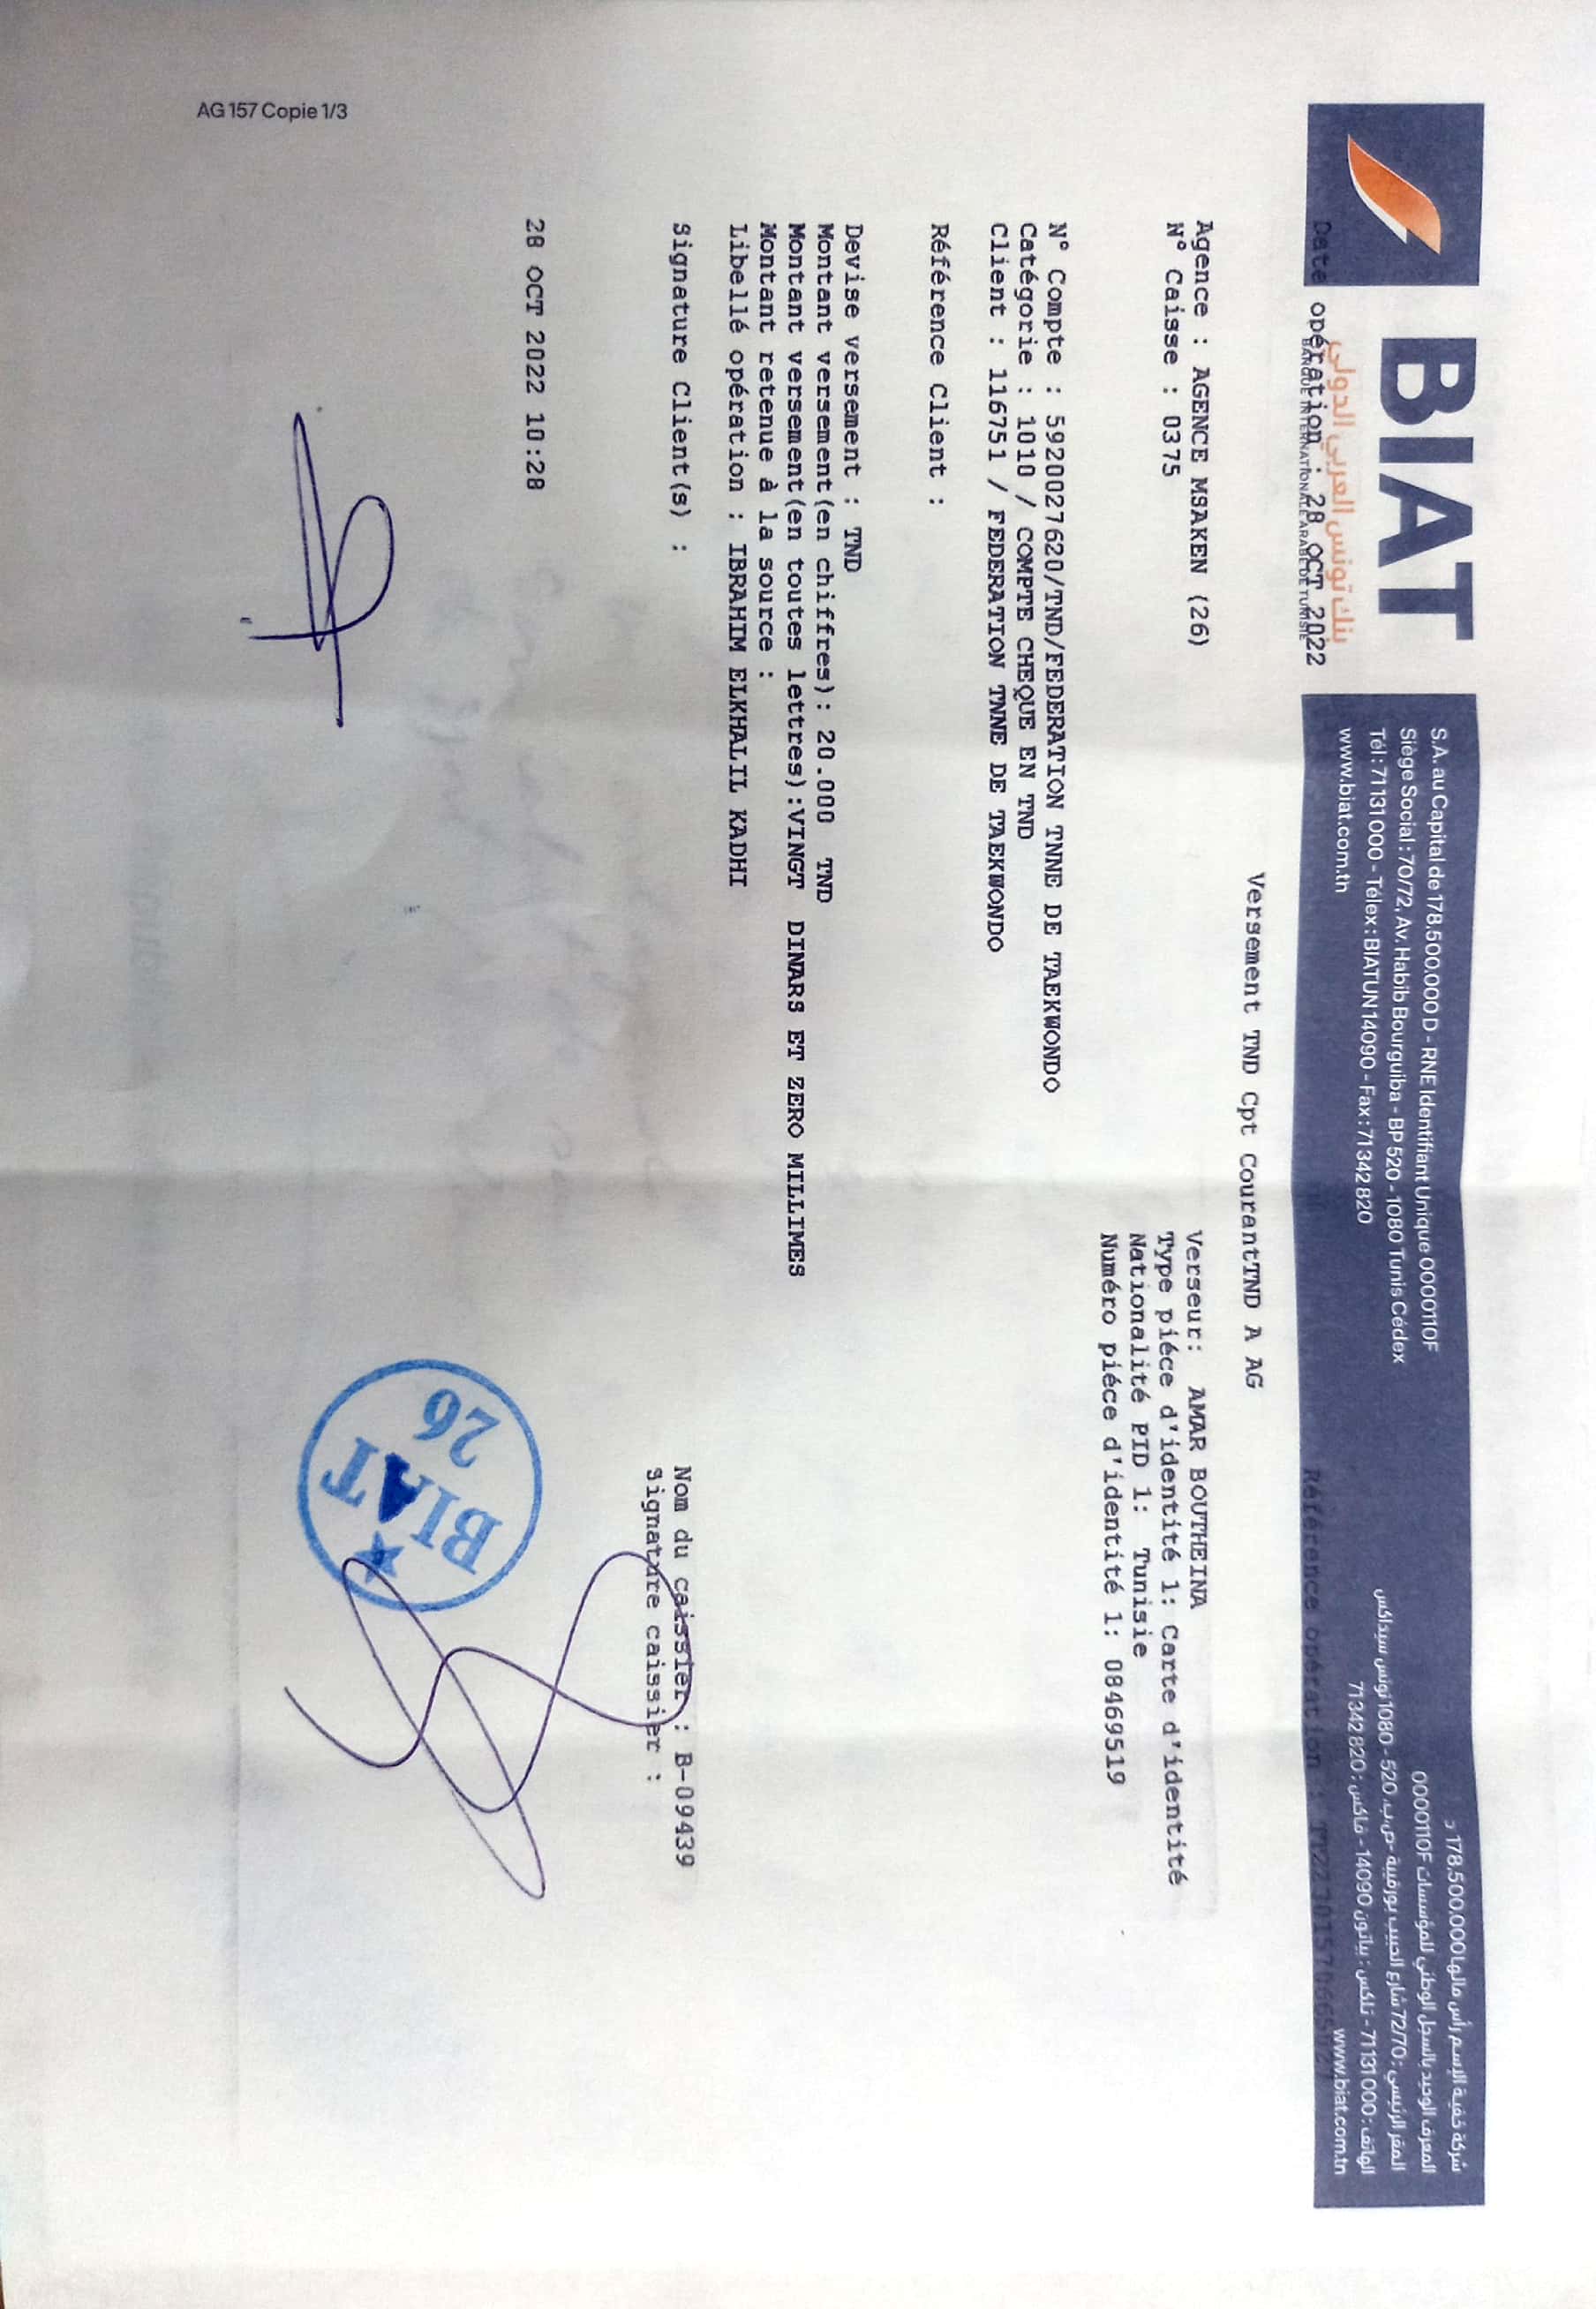 BIAT
بنك تونس العربي الدولي
BANQUE INTERNATIONALE ARABE DE TUNISIE
S.A. au Capital de 178.500.000 D - RNE Identifiant Unique 0000110F
Siège Social : 70/72, Av. Habib Bourguiba - BP 520 - 1080 Tunis Cédex
Tél : 71 131 000 - Télex : BIATUN 14090 - Fax : 71 342 820
www.biat.com.tn
شركة خفية الإسم رأس مالها 178.500.000 د
المعرف الوحيد بالسجل الوطني للمؤسسات 0000110F
المقر الرئيسي : 72/70 شارع الحبيب بورقيبة -ص.ب. 520 - 1080 تونس سيداكس
الهاتف : 71 131 000 - تلكس : بياتون 14090 - فاكس : 71 342 820
www.biat.com.tn
Date opération : 28 OCT 2022
Référence opération :
Versement TND Cpt CourantTND A AG
Agence : AGENCE MSAKEN (26)
N° Caisse : 0375
Verseur: AMAR BOUTHEINA
Type piéce d'identité 1: Carte d'identité
Nationalité PID 1: Tunisie
Numéro piéce d'identité 1: 08469519
N° Compte : 5920027620/TND/FEDERATION TNNE DE TAEKWONDO
Catégorie : 1010 / COMPTE CHEQUE EN TND
Client : 116751 / FEDERATION TNNE DE TAEKWONDO
Référence Client :
Devise versement : TND
Montant versement(en chiffres): 20.000 TND
Montant versement(en toutes lettres):VINGT DINARS ET ZERO MILLIMES
Montant retenue à la source :
Libellé opération : IBRAHIM ELKHALIL KADHI
Signature Client(s) :
Nom du caissier : B-09439
Signature caissier :
28 OCT 2022 10:28
BIAT
26
AG 157 Copie 1/3